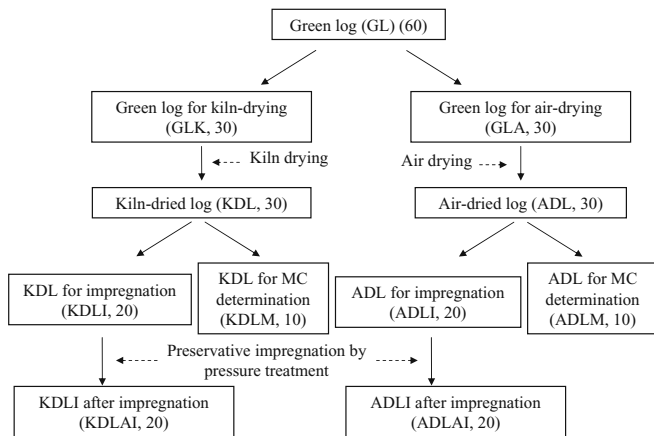 Green log (GL) (60)
Green log for kiln-drying
(GLK, 30)
Green log for air-drying
(GLA, 30)
Kiln drying
Air drying
Kiln-dried log (KDL, 30)
Air-dried log (ADL, 30)
KDL for impregnation
(KDLI, 20)
KDL for MC
determination
(KDLM, 10)
ADL for impregnation
(ADLI, 20)
ADL for MC
determination
(ADLM, 10)
Preservative impregnation by
pressure treatment
KDLI after impregnation
(KDLAI, 20)
ADLI after impregnation
(ADLAI, 20)